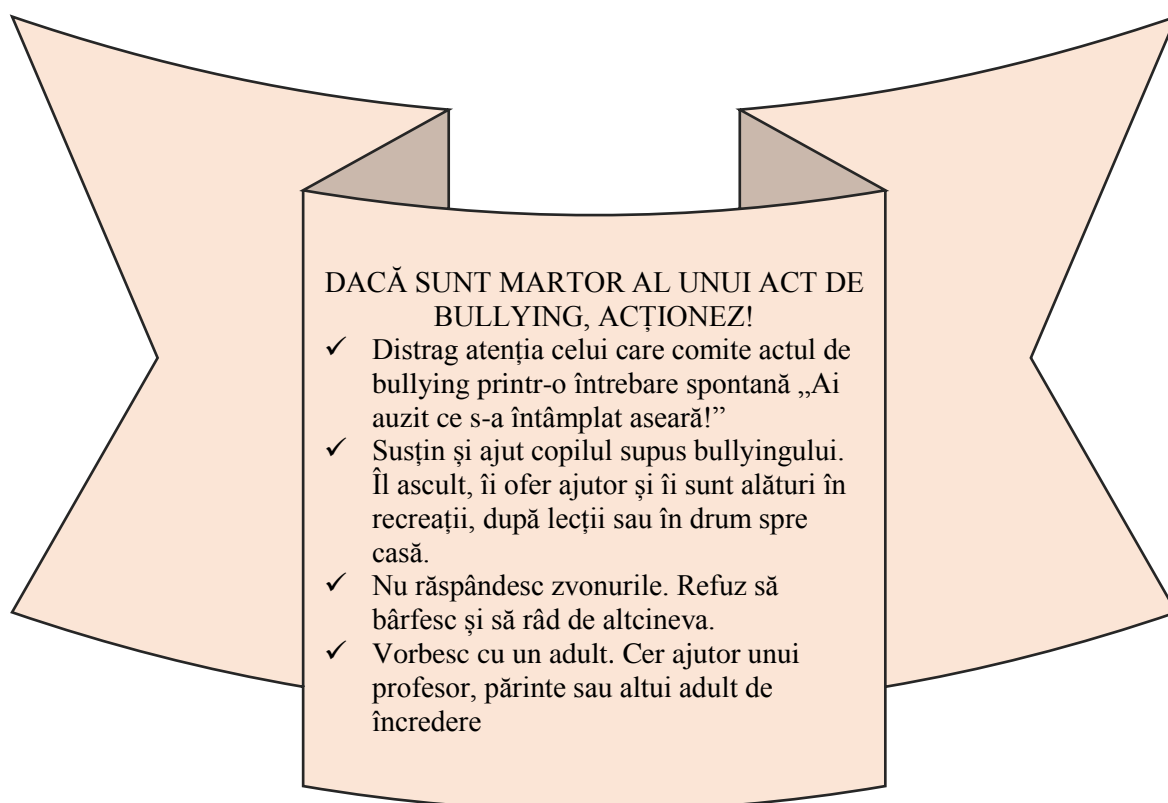 DACĂ SUNT MARTOR AL UNUI ACT DE
BULLYING, ACȚIONEZ!
✓ Distrag atenția celui care comite actul de
bullying printr-o întrebare spontană „Ai
auzit ce s-a întâmplat aseară!”
✓ Susțin și ajut copilul supus bullyingului.
Îl ascult, îi ofer ajutor și îi sunt alături în
recreații, după lecții sau în drum spre
casă.
✓ Nu răspândesc zvonurile. Refuz să
bârfesc și să râd de altcineva.
✓ Vorbesc cu un adult. Cer ajutor unui
profesor, părinte sau altui adult de
încredere